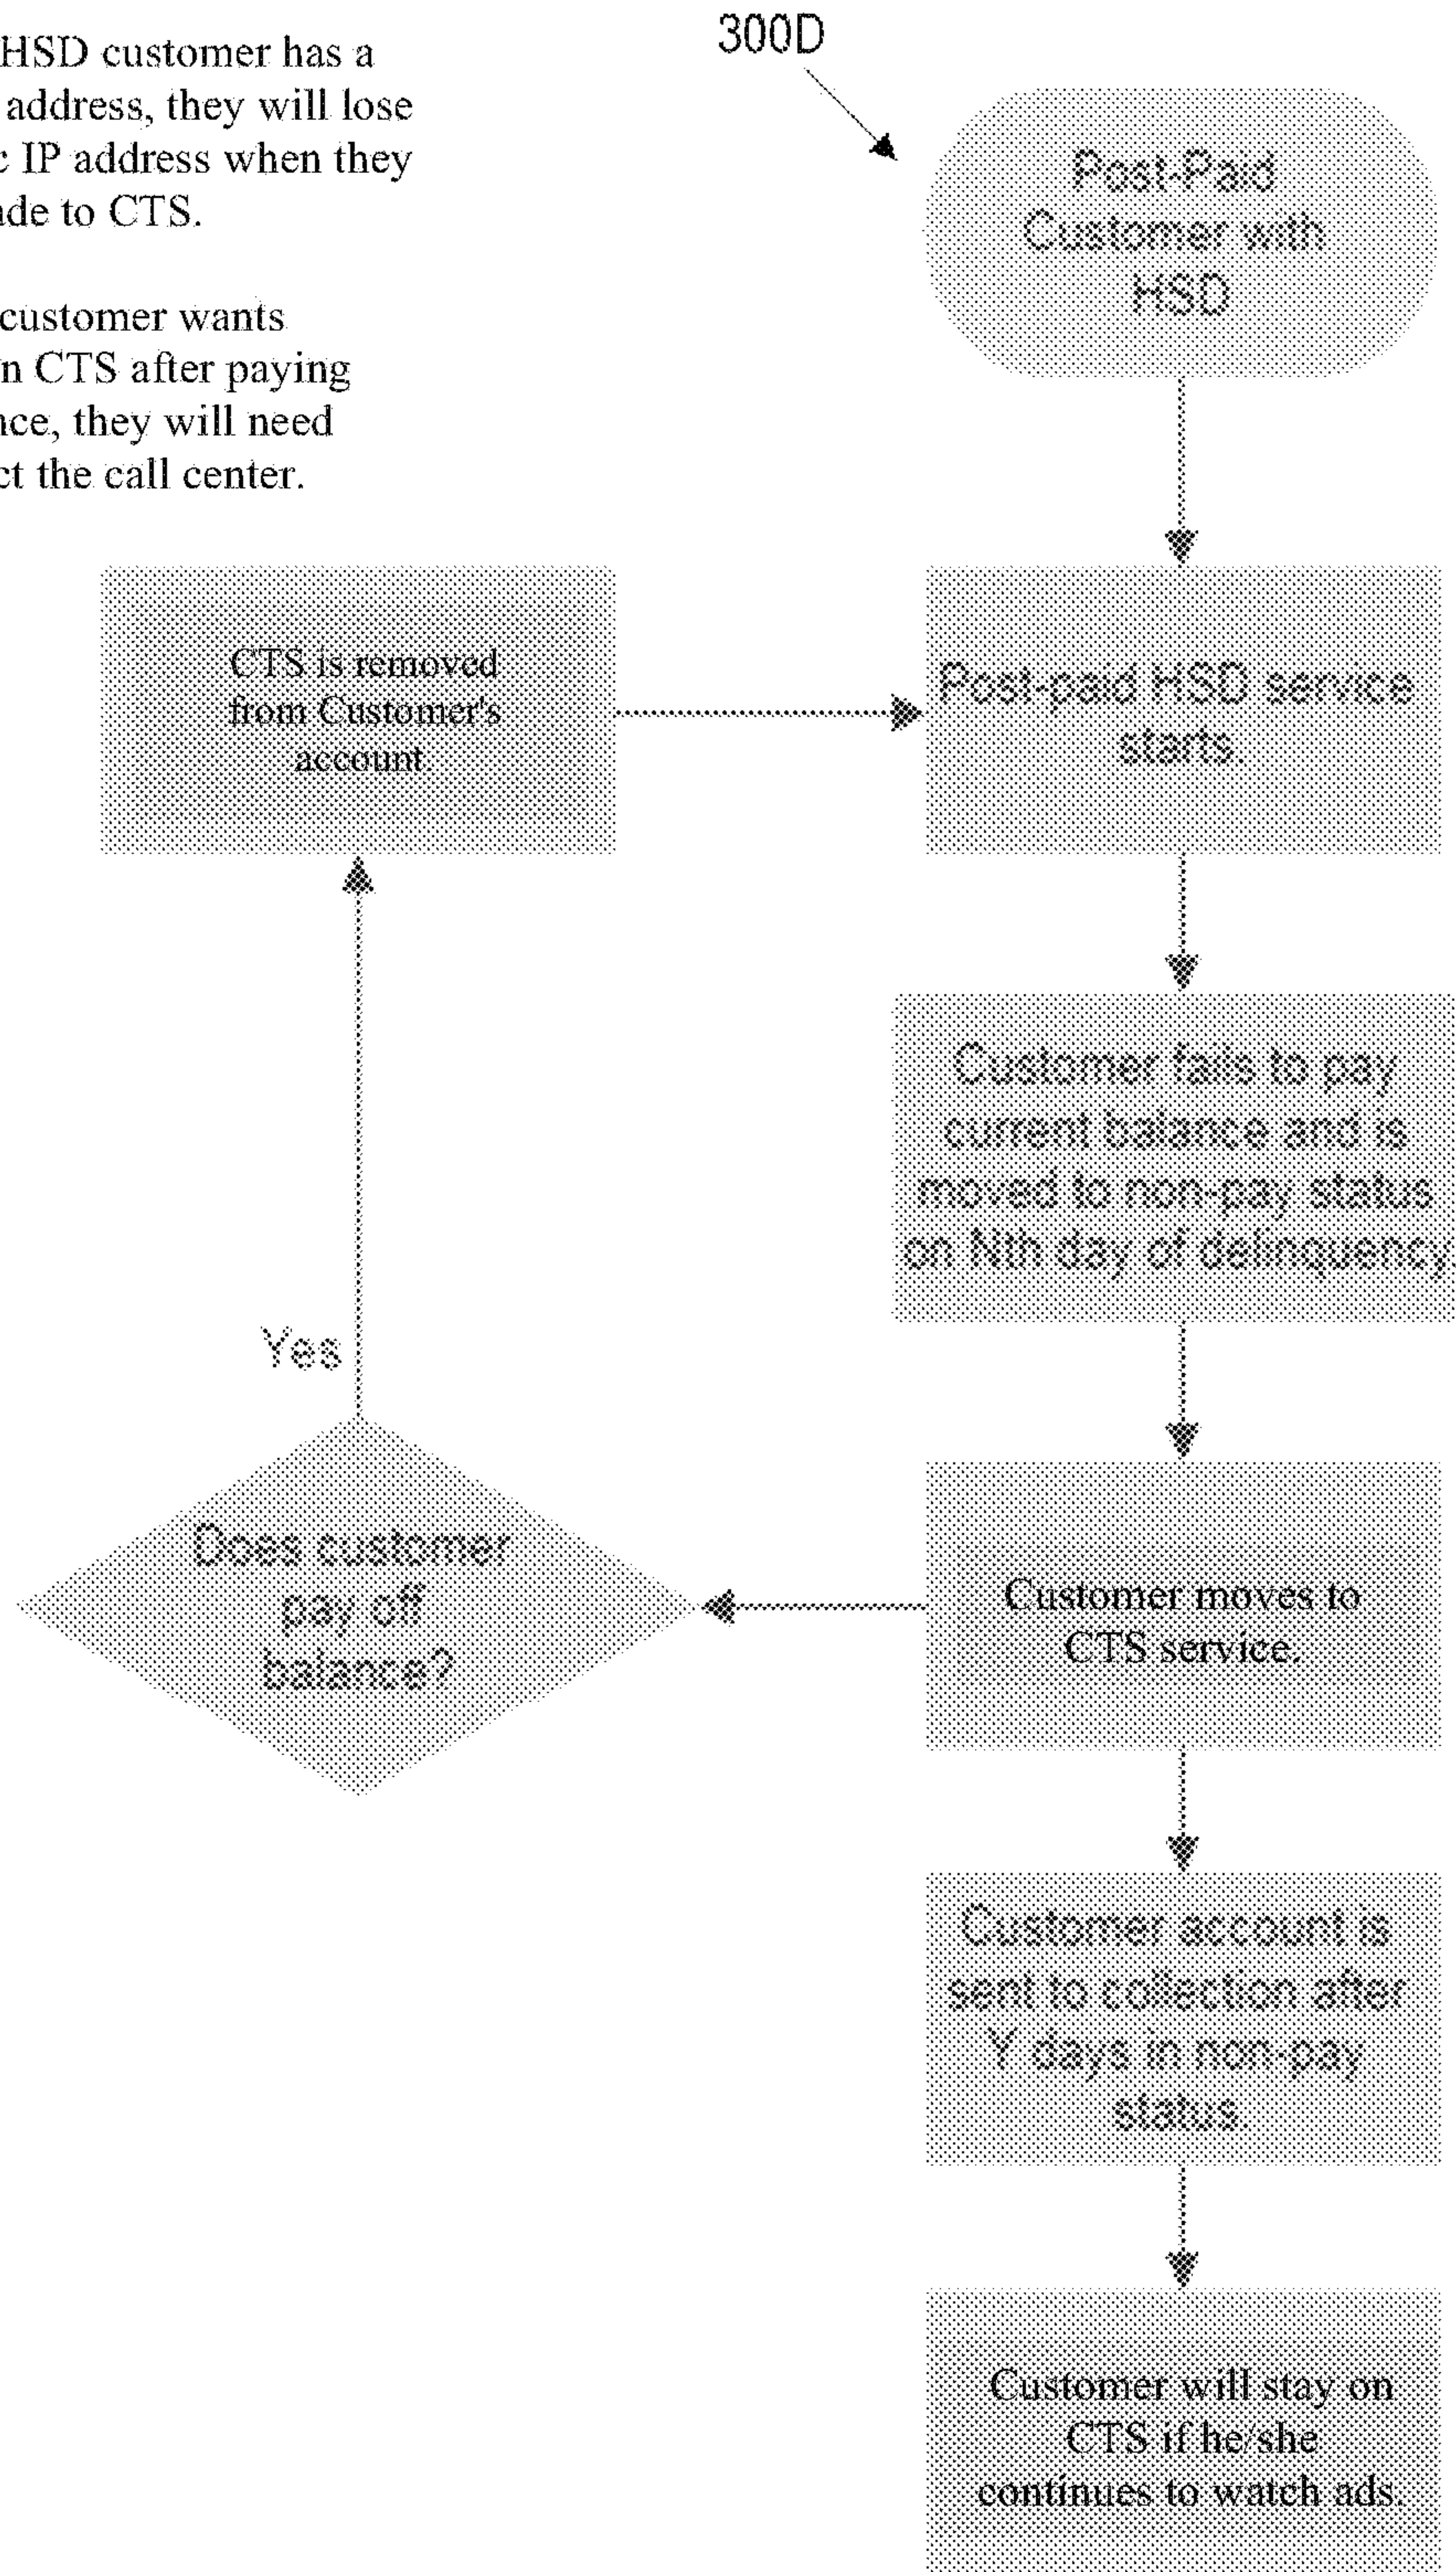 HSD customer has a
address, they will lose
c IP address when they
ade to CTS.
customer wants
n CTS after paying
nce, they will need
ct the call center.
300D
Post-Paid
Customer with
HSD
CTS is removed
from Customer's
account
Post-paid HSD service
starts.
Customer fails to pay
current balance and is
moved to non-pay status
on Nth day of delinquency
Yes
Does customer
pay off
balance?
Customer moves to
CTS service.
Customer account is
sent to collection after
Y days in non-pay
status.
Customer will stay on
CTS if he/she
continues to watch ads.